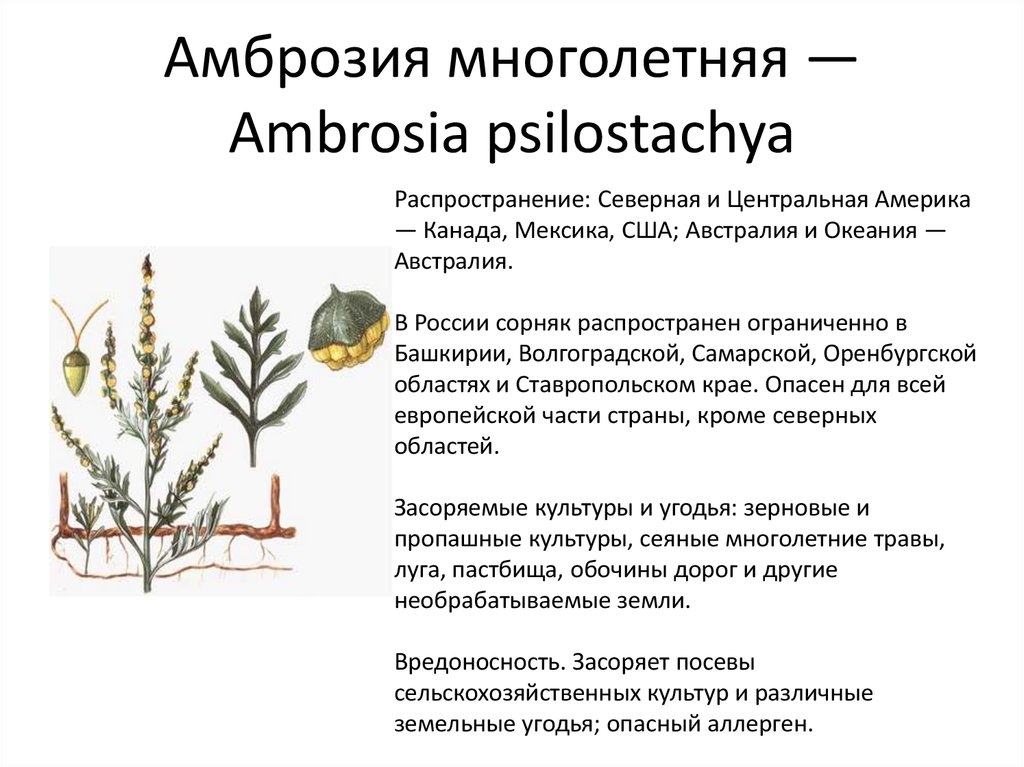 Амброзия многолетняя —
Ambrosia psilostachya
Распространение: Северная и Центральная Америка
— Канада, Мексика, США; Австралия и Океания —
Австралия.
В России сорняк распространен ограниченно в
Башкирии, Волгоградской, Самарской, Оренбургской
областях и Ставропольском крае. Опасен для всей
европейской части страны, кроме северных
областей.
Засоряемые культуры и угодья: зерновые и
пропашные культуры, сеяные многолетние травы,
луга, пастбища, обочины дорог и другие
необрабатываемые земли.
Вредоносность. Засоряет посевы
сельскохозяйственных культур и различные
земельные угодья; опасный аллерген.